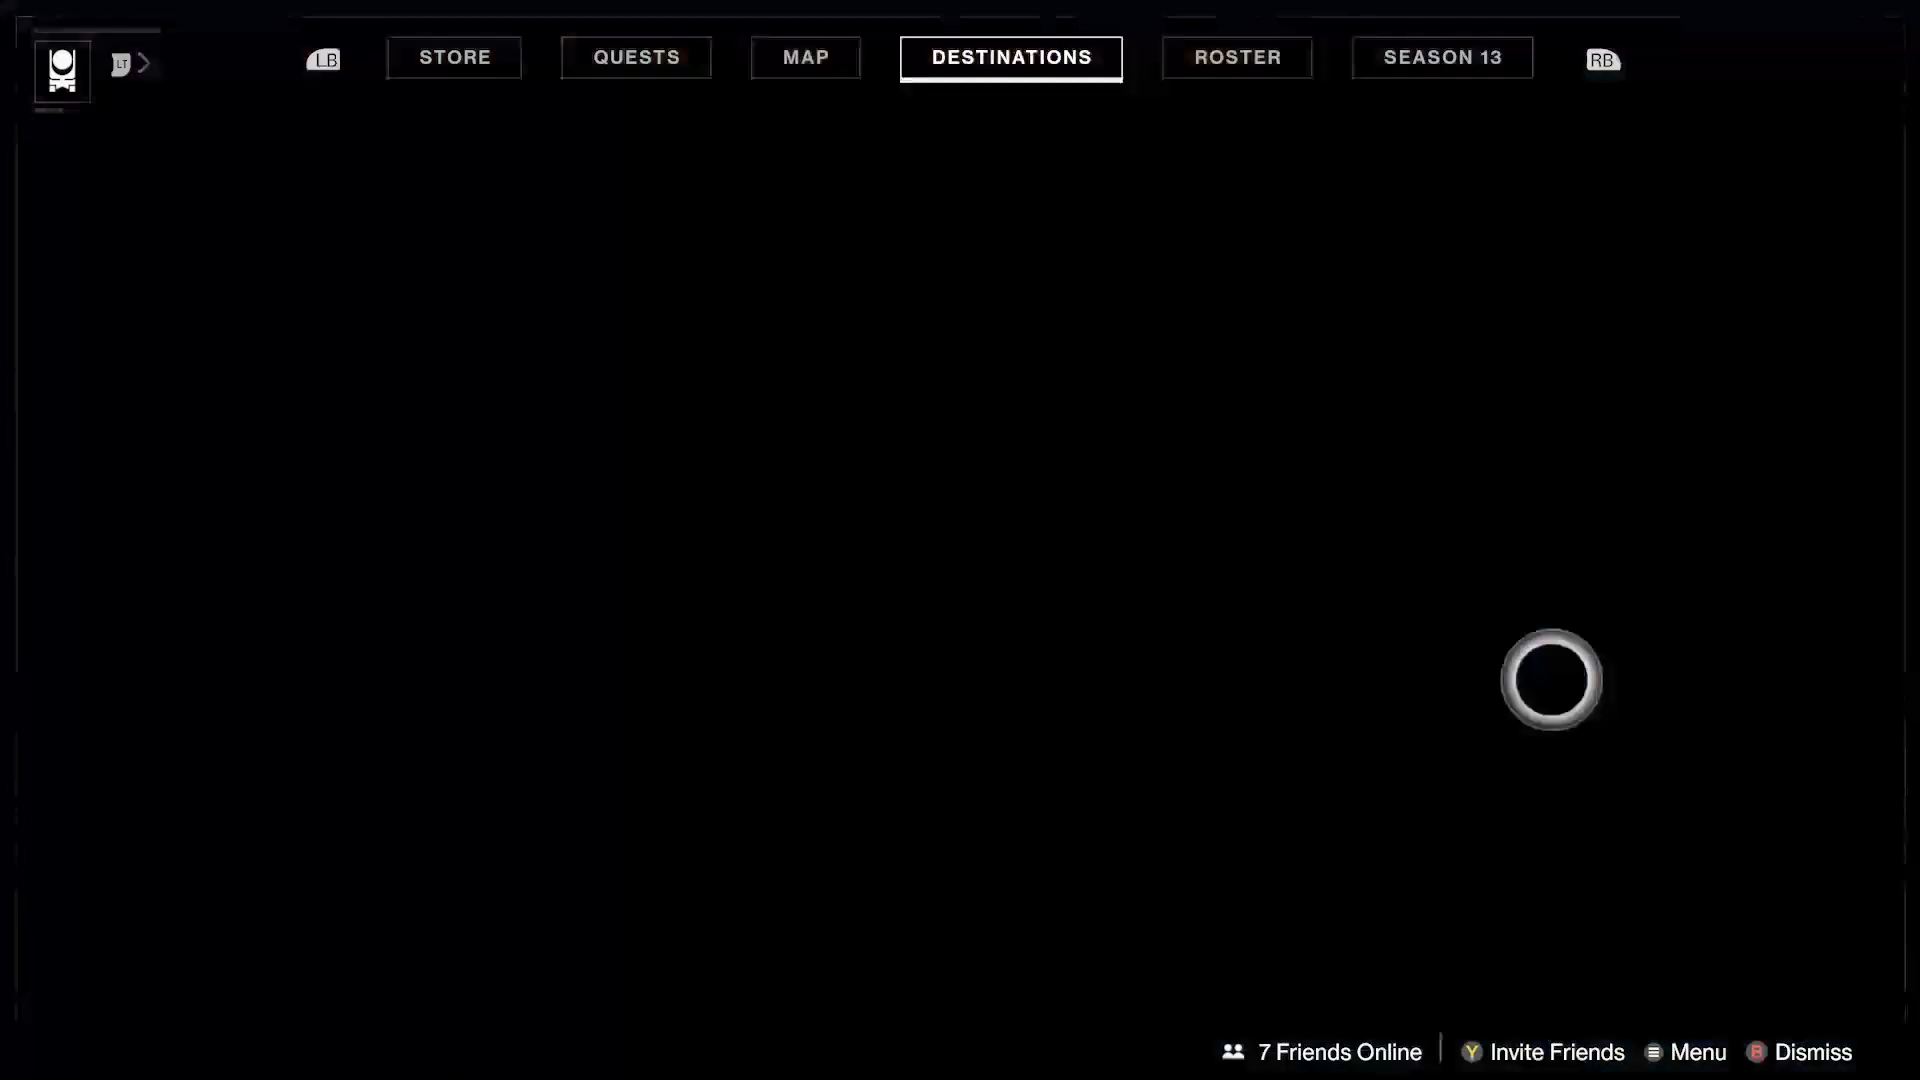 LT
LB
STORE
QUESTS
MAP
DESTINATIONS
ROSTER
SEASON 13
RB
7 Friends Online
Y Invite Friends
Menu
B Dismiss